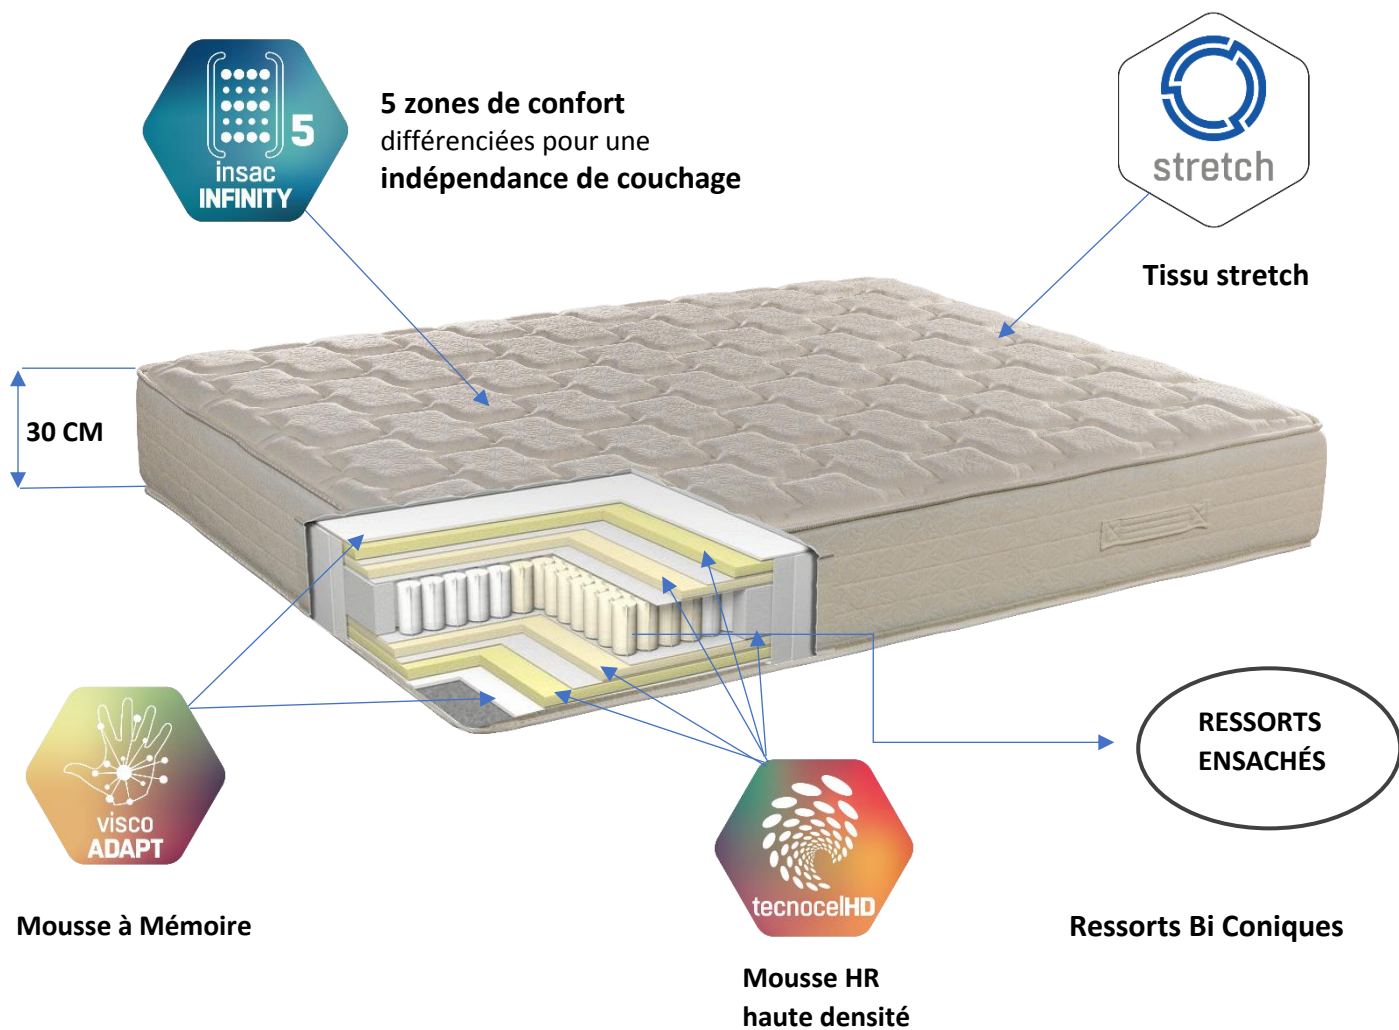 5
insac
INFINITY
5 zones de confort
différenciées pour une
indépendance de couchage
stretch
Tissu stretch
30 CM
RESSORTS
ENSACHÉS
visco
ADAPT
tecnocelHD
Mousse à Mémoire
Ressorts Bi Coniques
Mousse HR
haute densité